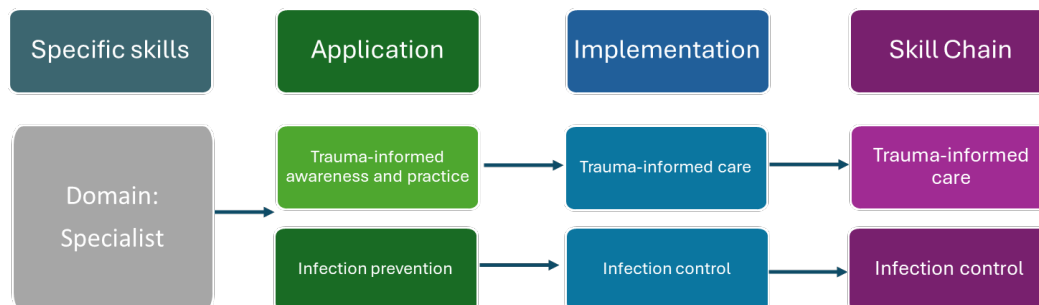 Specific skills
Application
Implementation
Skill Chain
Domain:
Specialist
Trauma-informed
awareness and practice
Trauma-informed care
Trauma-informed
care
Infection prevention
Infection control
Infection control